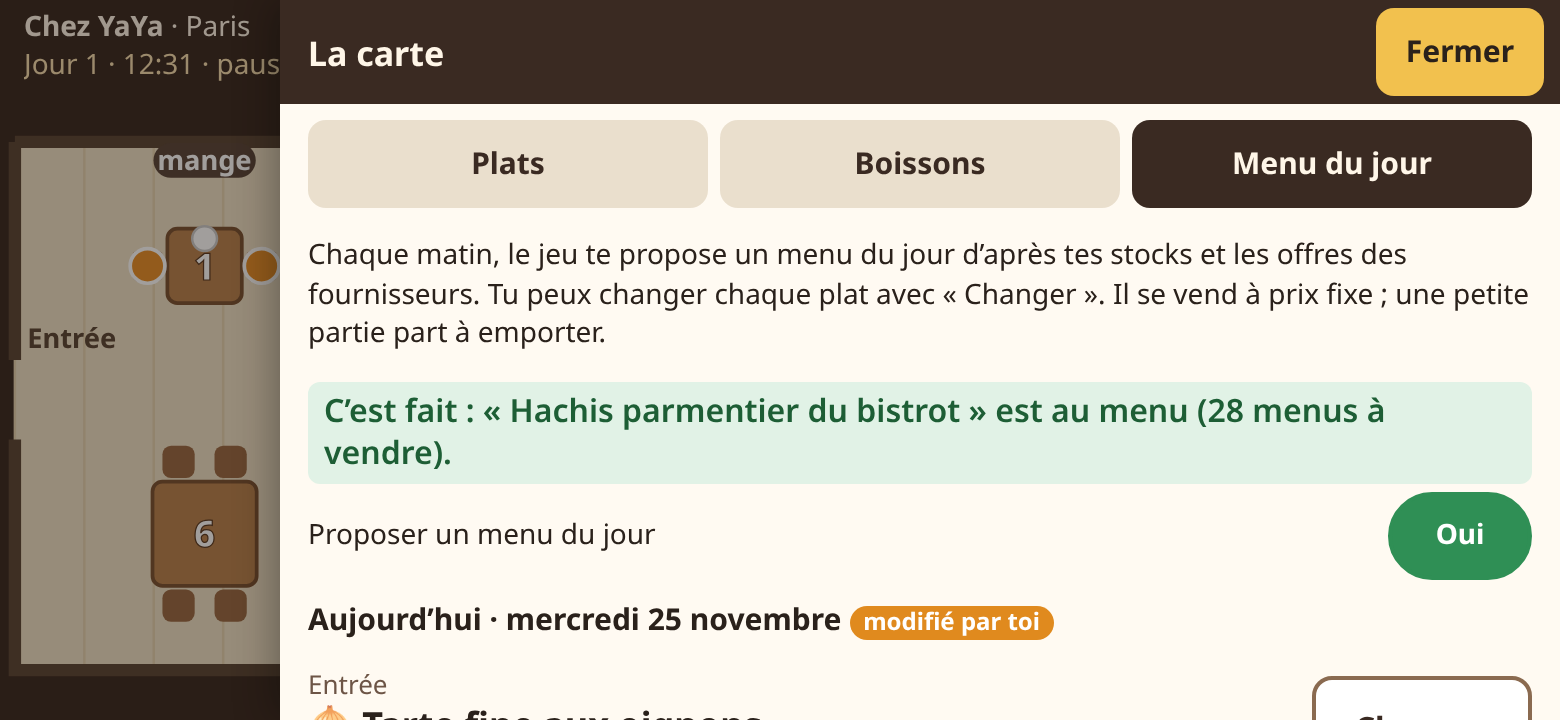 Chez YaYa · Paris
Jour 1 · 12:31 · paus
mange
1
Entrée
6
La carte
Fermer
Plats
Boissons
Menu du jour
Chaque matin, le jeu te propose un menu du jour d’après tes stocks et les offres des
fournisseurs. Tu peux changer chaque plat avec « Changer ». Il se vend à prix fixe ; une petite
partie part à emporter.
C’est fait : « Hachis parmentier du bistrot » est au menu (28 menus à
vendre).
Proposer un menu du jour
Oui
Aujourd’hui · mercredi 25 novembre
modifié par toi
Entrée
Tarte fine aux oignons